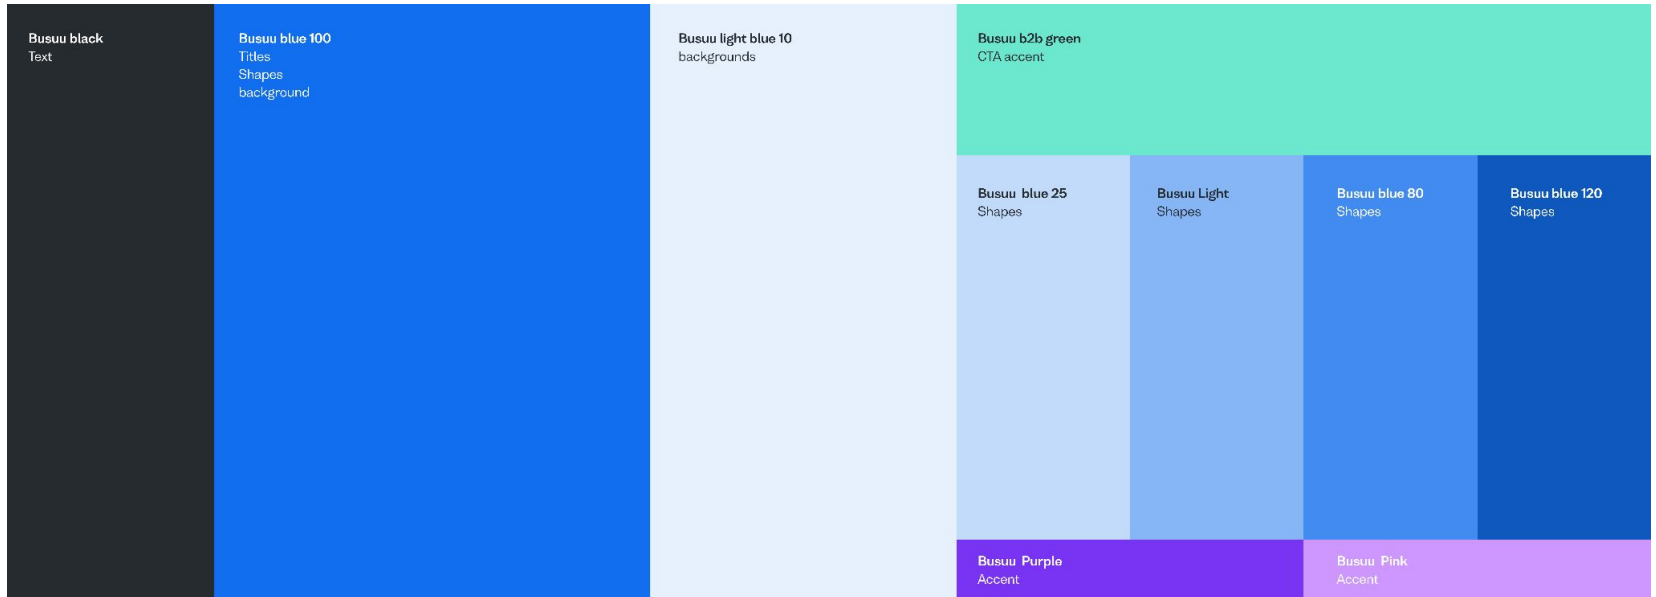 Busuu black
Text
Busuu blue 100
Titles
Shapes
background
Busuu light blue 10
backgrounds
Busuu b2b green
CTA accent
Busuu blue 25
Shapes
Busuu Light
Shapes
Busuu blue 80
Shapes
Busuu blue 120
Shapes
Busuu Purple
Accent
Busuu Pink
Accent